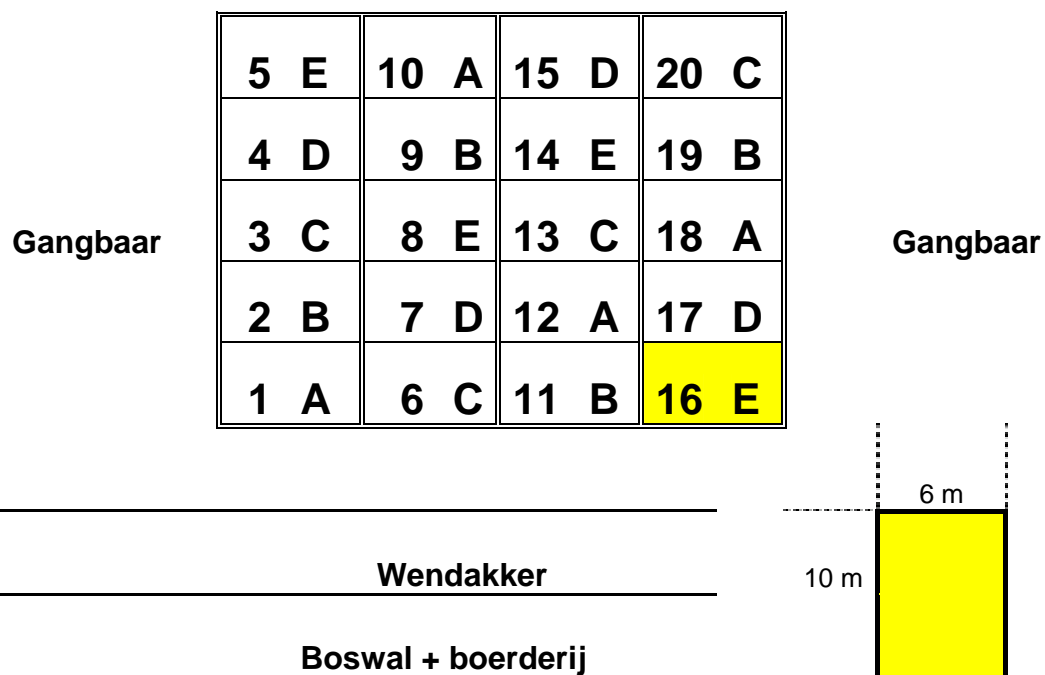 5 E 10 A 15 D 20 C
4 D 9 B 14 E 19 B
Gangbaar 3 C 8 E 13 C 18 A Gangbaar
2 B 7 D 12 A 17 D
1 A 6 C 11 B 16 E
6 m
Wendakker 10 m
Boswal + boerderij